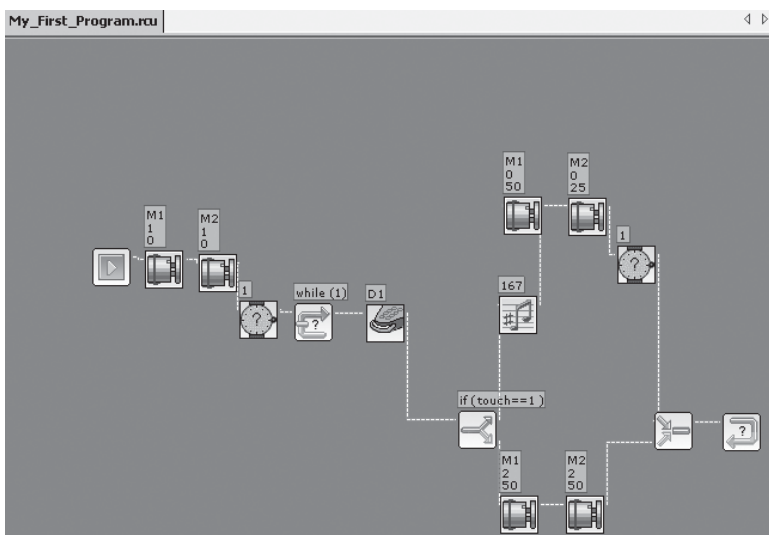 My_First_Program.rcu
M1
1
0
M2
1
0
1
while (1)
D1
if(touch==1)
167
M1
0
50
M2
0
25
1
M1
2
50
M2
2
50